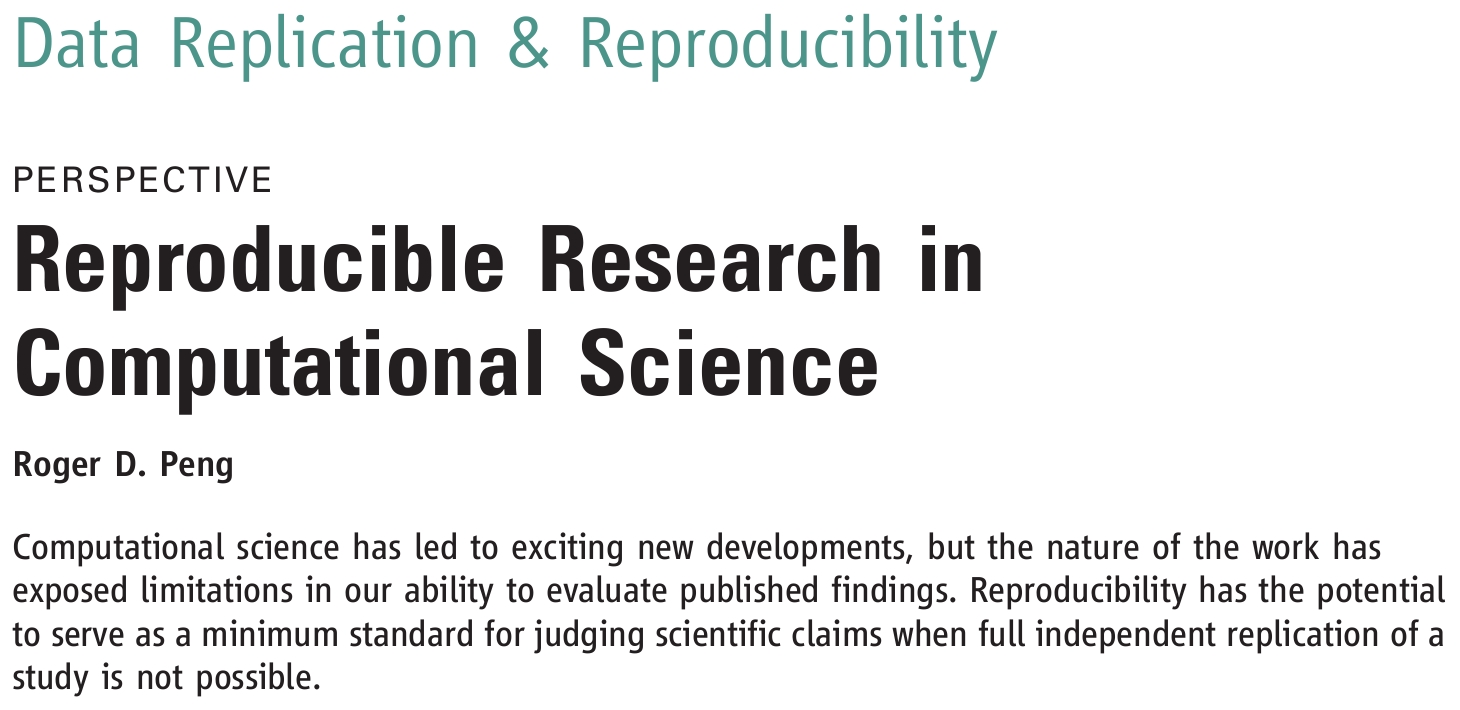 Data Replication & Reproducibility
PERSPECTIVE
Reproducible Research in
Computational Science
Roger D. Peng
Computational science has led to exciting new developments, but the nature of the work has
exposed limitations in our ability to evaluate published findings. Reproducibility has the potential
to serve as a minimum standard for judging scientific claims when full independent replication of a
study is not possible.